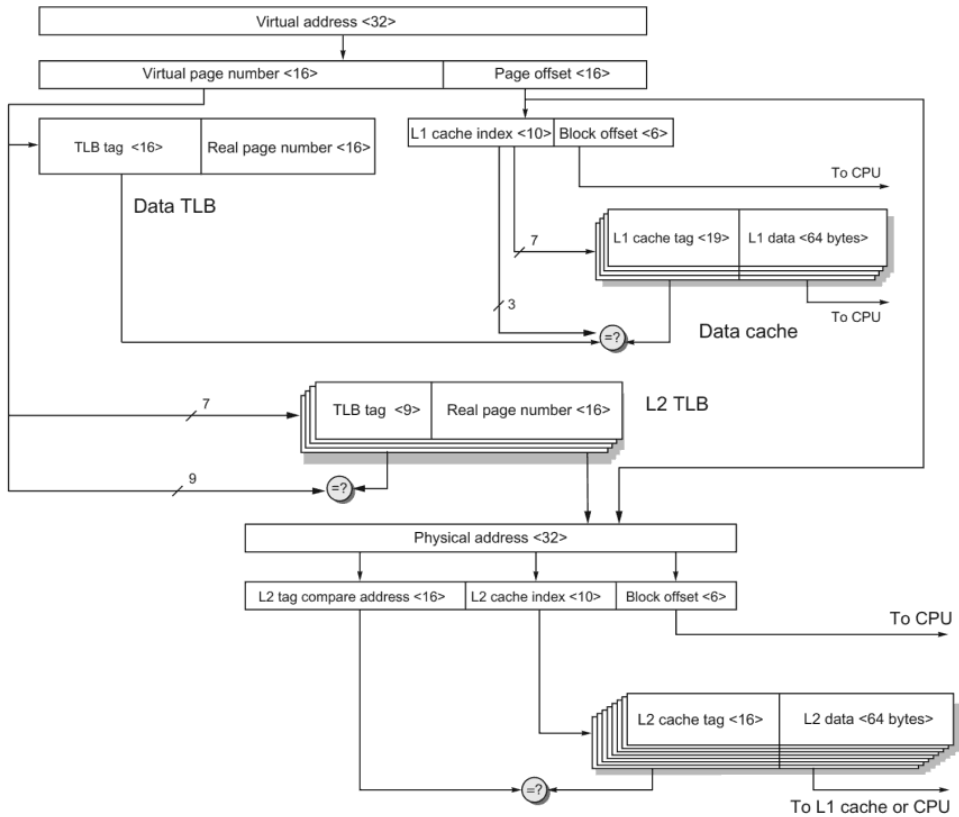 Virtual address <32>
Virtual page number <16>
Page offset <16>
TLB tag <16>
Real page number <16>
L1 cache index <10>
Block offset <6>
To CPU
Data TLB
7
L1 cache tag <19>
L1 data <64 bytes>
3
To CPU
=?
Data cache
7
TLB tag <9>
Real page number <16>
L2 TLB
9
=?
Physical address <32>
L2 tag compare address <16>
L2 cache index <10>
Block offset <6>
To CPU
L2 cache tag <16>
L2 data <64 bytes>
=?
To L1 cache or CPU